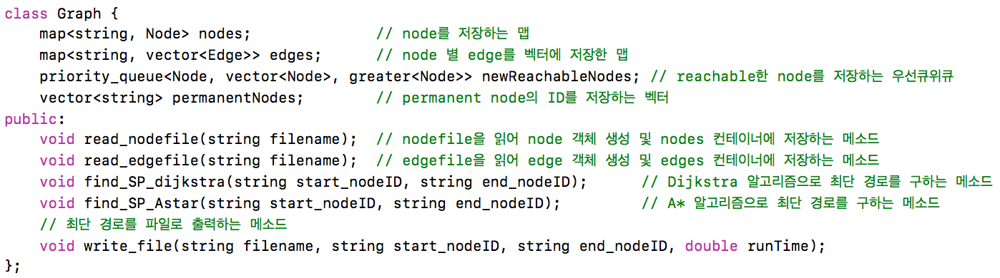 class Graph {
    map<string, Node> nodes;              // node를 저장하는 맵
    map<string, vector<Edge>> edges;      // node 별 edge를 벡터에 저장한 맵
    priority_queue<Node, vector<Node>, greater<Node>> newReachableNodes; // reachable한 node를 저장하는 우선큐위큐
    vector<string> permanentNodes;        // permanent node의 ID를 저장하는 벡터
public:
    void read_nodefile(string filename);  // nodefile을 읽어 node 객체 생성 및 nodes 컨테이너에 저장하는 메소드
    void read_edgefile(string filename);  // edgefile을 읽어 edge 객체 생성 및 edges 컨테이너에 저장하는 메소드
    void find_SP_dijkstra(string start_nodeID, string end_nodeID);      // Dijkstra 알고리즘으로 최단 경로를 구하는 메소드
    void find_SP_Astar(string start_nodeID, string end_nodeID);         // A* 알고리즘으로 최단 경로를 구하는 메소드
    // 최단 경로를 파일로 출력하는 메소드
    void write_file(string filename, string start_nodeID, string end_nodeID, double runTime);
};